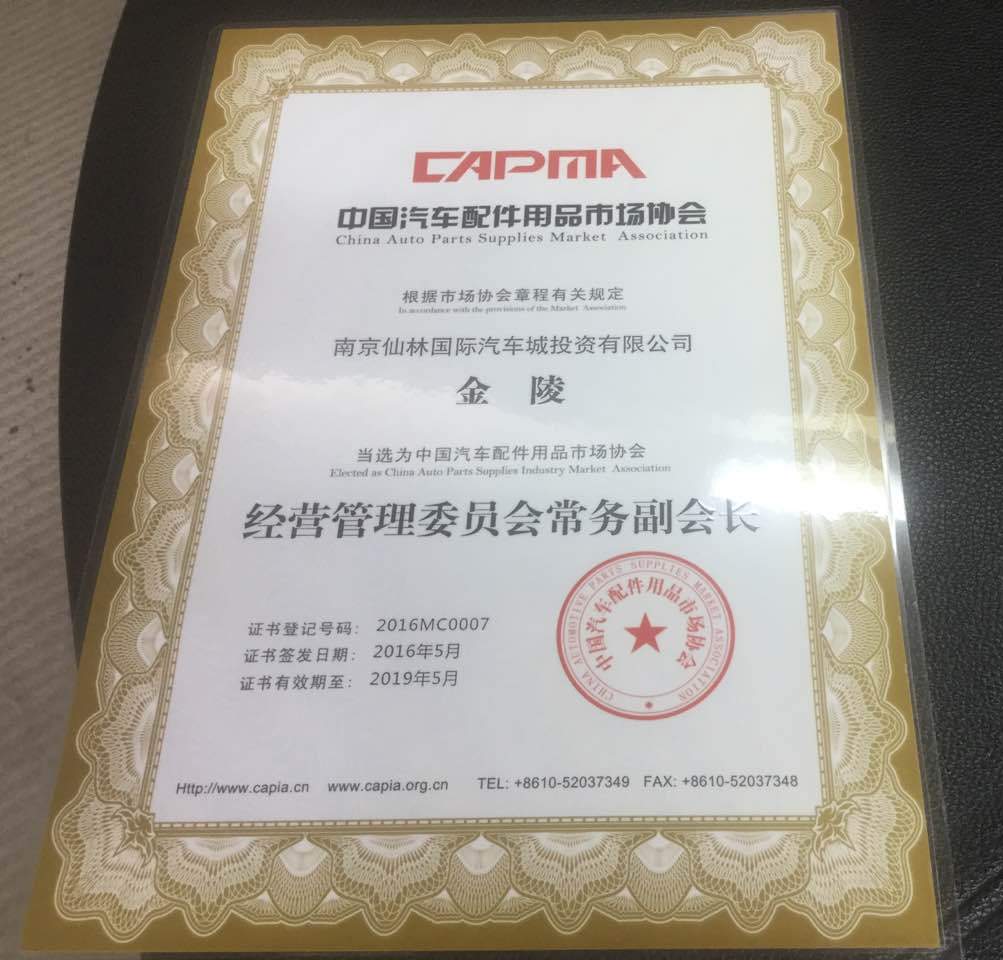 CAPMA
中国汽车配件用品市场协会
China Auto Parts Supplies Market Association
根据市场协会章程有关规定
In accordance with the provisions of the Market Association
南京仙林国际汽车城投资有限公司
金 陵
当选为中国汽车配件用品市场协会
Elected as China Auto Parts Supplies Industry Market Association
经营管理委员会常务副会长
CHINA AUTOMOTIVE PARTS SUPPLIES MARKET ASSOCIATION
中国汽车配件用品市场协会
证书登记号码: 2016MC0007
证书签发日期: 2016年5月
证书有效期至: 2019年5月
Http://www.capia.cn www.capia.org.cn TEL: +8610-52037349 FAX: +8610-52037348